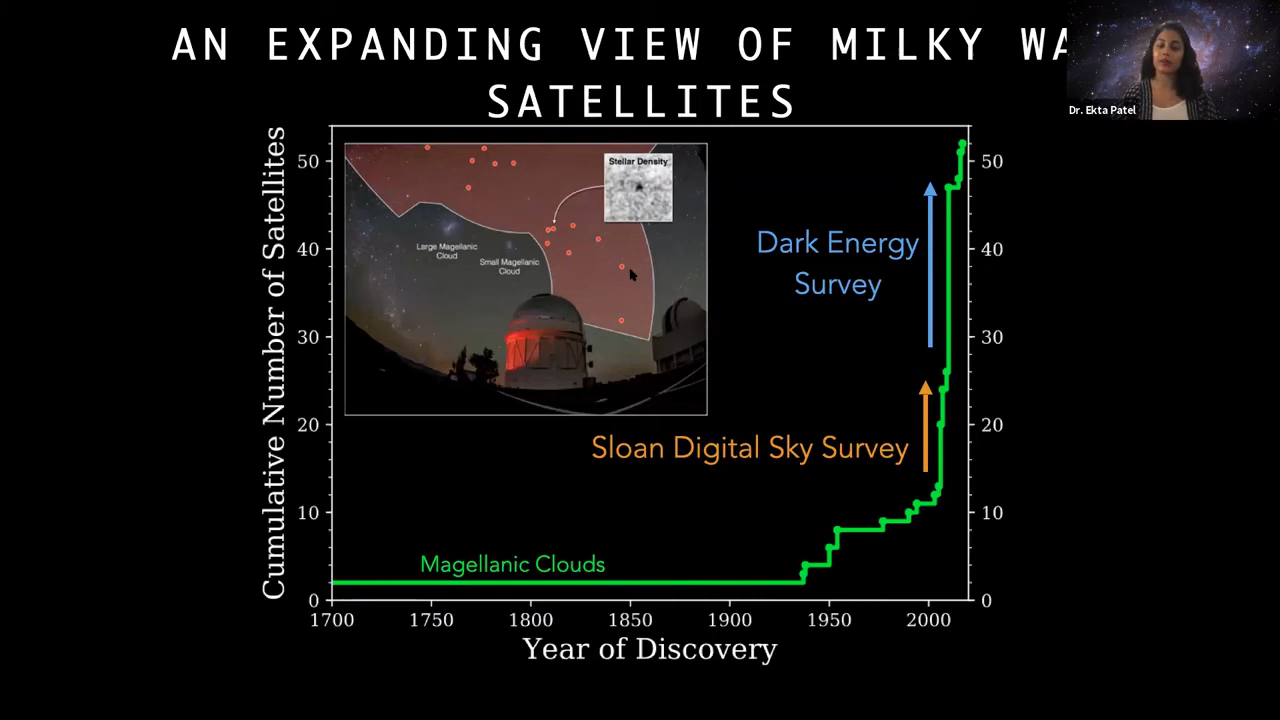 AN EXPANDING VIEW OF MILKY WA
SATELLITES
Dr. Ekta Patel
Cumulative Number of Satellites
50
40
30
20
10
0
50
40
30
20
10
0
Stellar Density
Large Magellanic
Cloud
Small Magellanic
Cloud
Dark Energy
Survey
Sloan Digital Sky Survey
Magellanic Clouds
1700 1750 1800 1850 1900 1950 2000
Year of Discovery